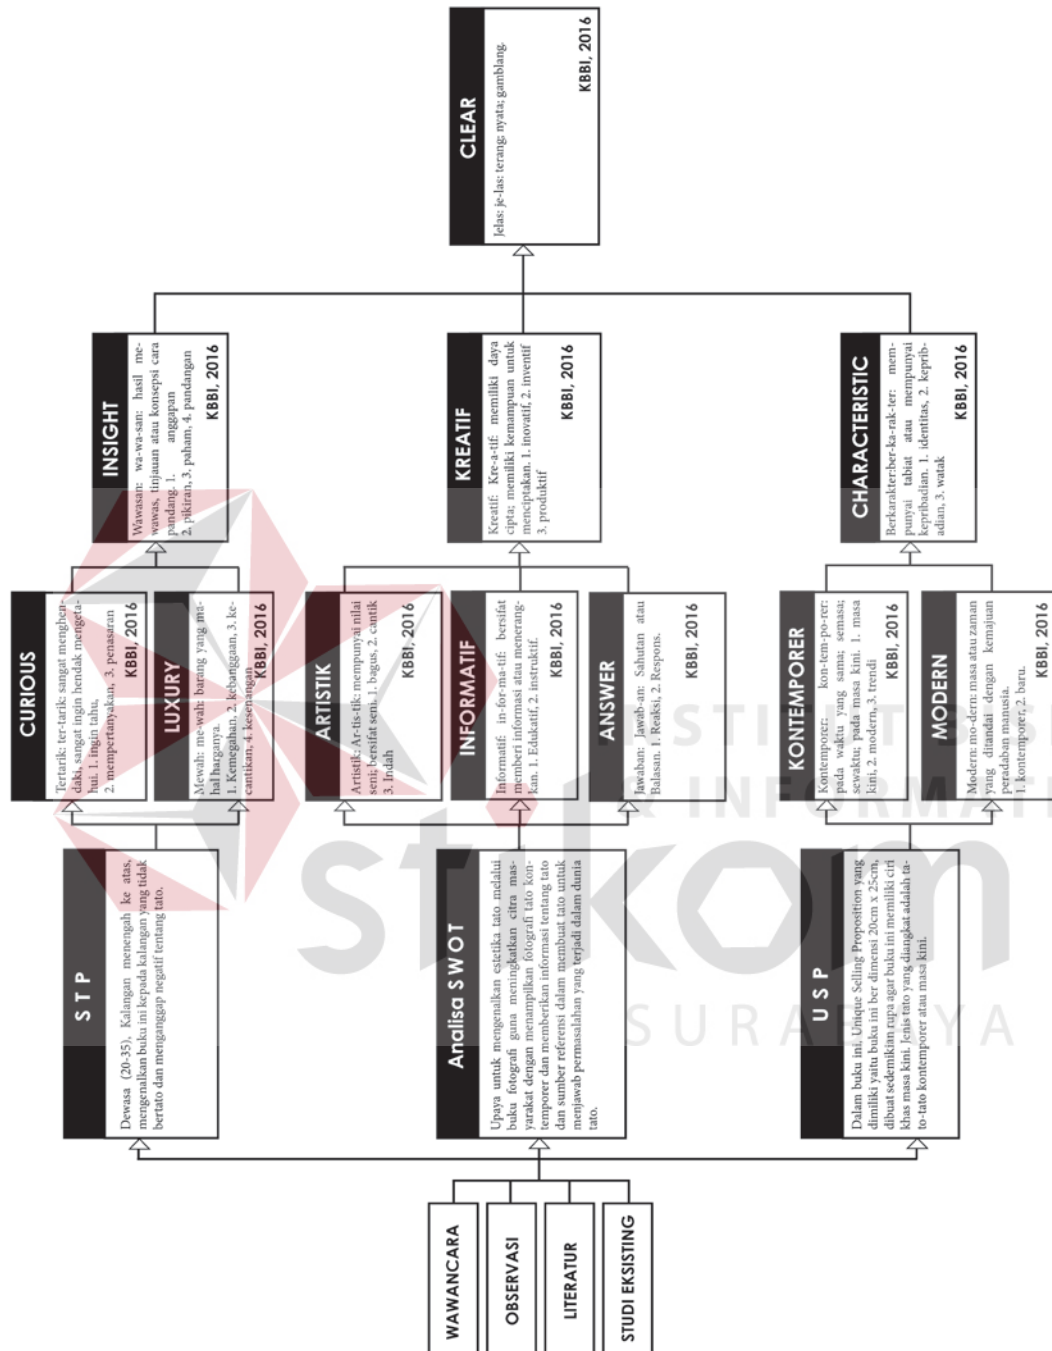 WAWANCARA
OBSERVASI
LITERATUR
STUDI EKSISTING
S T P
Dewasa (20-35), Kalangan menengah ke atas,
mengenalkan buku ini kepada kalangan yang tidak
bertato dan menganggap negatif tentang tato.
Analisa SWOT
Upaya untuk mengenalkan estetika tato melalui
buku fotografi guna meningkatkan citra mas-
yarakat dengan menampilkan fotografi tato kon-
temporer dan memberikan informasi tentang tato
dan sumber referensi dalam membuat tato untuk
menjawab permasalahan yang terjadi dalam dunia
tato.
U S P
Dalam buku ini, Unique Selling Proposition yang
dimiliki yaitu buku ini ber dimensi 20cm x 25cm,
dibuat sedemikian rupa agar buku ini memiliki ciri
khas masa kini. Jenis tato yang diangkat adalah ta-
to-tato kontemporer atau masa kini.
CURIOUS
Tertarik: ter-tarik: sangat menghen-
daki, sangat ingin hendak mengeta-
hui. 1. ingin tahu,
2. mempertanyakan, 3. penasaran
KBBI, 2016
LUXURY
Mewah: me-wah: barang yang ma-
hal harganya.
1. Kemegahan, 2. kebanggaan, 3. ke-
cantikan, 4. kesenangan
KBBI, 2016
ARTISTIK
Artistik: Ar-tis-tik: mempunyai nilai
seni; bersifat seni. 1. bagus, 2. cantik
3. Indah
KBBI, 2016
INFORMATIF
Informatif: in-for-ma-tif: bersifat
memberi informasi atau menerang-
kan. 1. Edukatif, 2. instruktif.
KBBI, 2016
ANSWER
Jawaban: Jawab-an: Sahutan atau
Balasan. 1. Reaksi, 2. Respons.
KBBI, 2016
KONTEMPORER
Kontemporer: kon-tem-po-rer:
pada waktu yang sama; semasa;
sewaktu; pada masa kini. 1. masa
kini, 2. modern, 3. trendi
KBBI, 2016
MODERN
Modern: mo-dern: masa atau zaman
yang ditandai dengan kemajuan
peradaban manusia.
1. kontemporer, 2. baru.
KBBI, 2016
INSIGHT
Wawasan: wa-wa-san: hasil me-
wawas, tinjauan atau konsepsi cara
pandang. 1. anggapan
2. pikiran, 3. paham, 4. pandangan
KBBI, 2016
KREATIF
Kreatif: Kre-a-tif: memiliki daya
cipta; memiliki kemampuan untuk
menciptakan. 1. inovatif, 2. inventif
3. produktif
KBBI, 2016
CHARACTERISTIC
Berkarakter:ber-ka-rak-ter: mem-
punyai tabiat atau mempunyai
kepribadian. 1. identitas, 2. keprib-
adian, 3. watak
KBBI, 2016
CLEAR
Jelas: je-las: terang; nyata; gamblang.
KBBI, 2016
INSTITUT BISN
& INFORMATI
stikom
SURABAYA